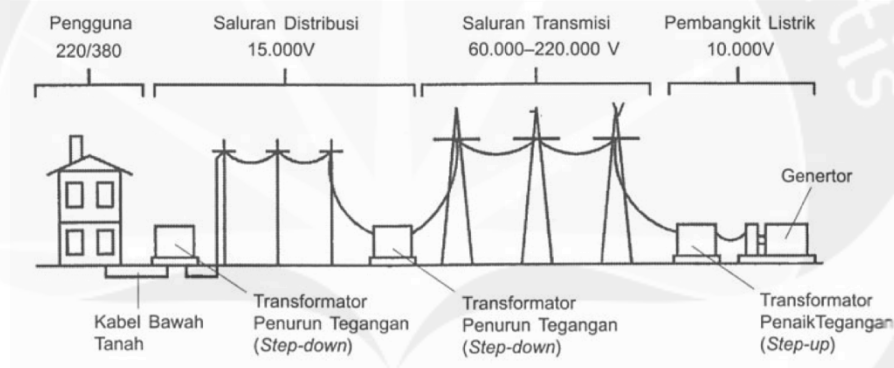 Pengguna
220/380
Saluran Distribusi
15.000V
Saluran Transmisi
60.000–220.000 V
Pembangkit Listrik
10.000V
Genertor
Kabel Bawah
Tanah
Transformator
Penurun Tegangan
(Step-down)
Transformator
Penurun Tegangan
(Step-down)
Transformator
PenaikTegangan
(Step-up)